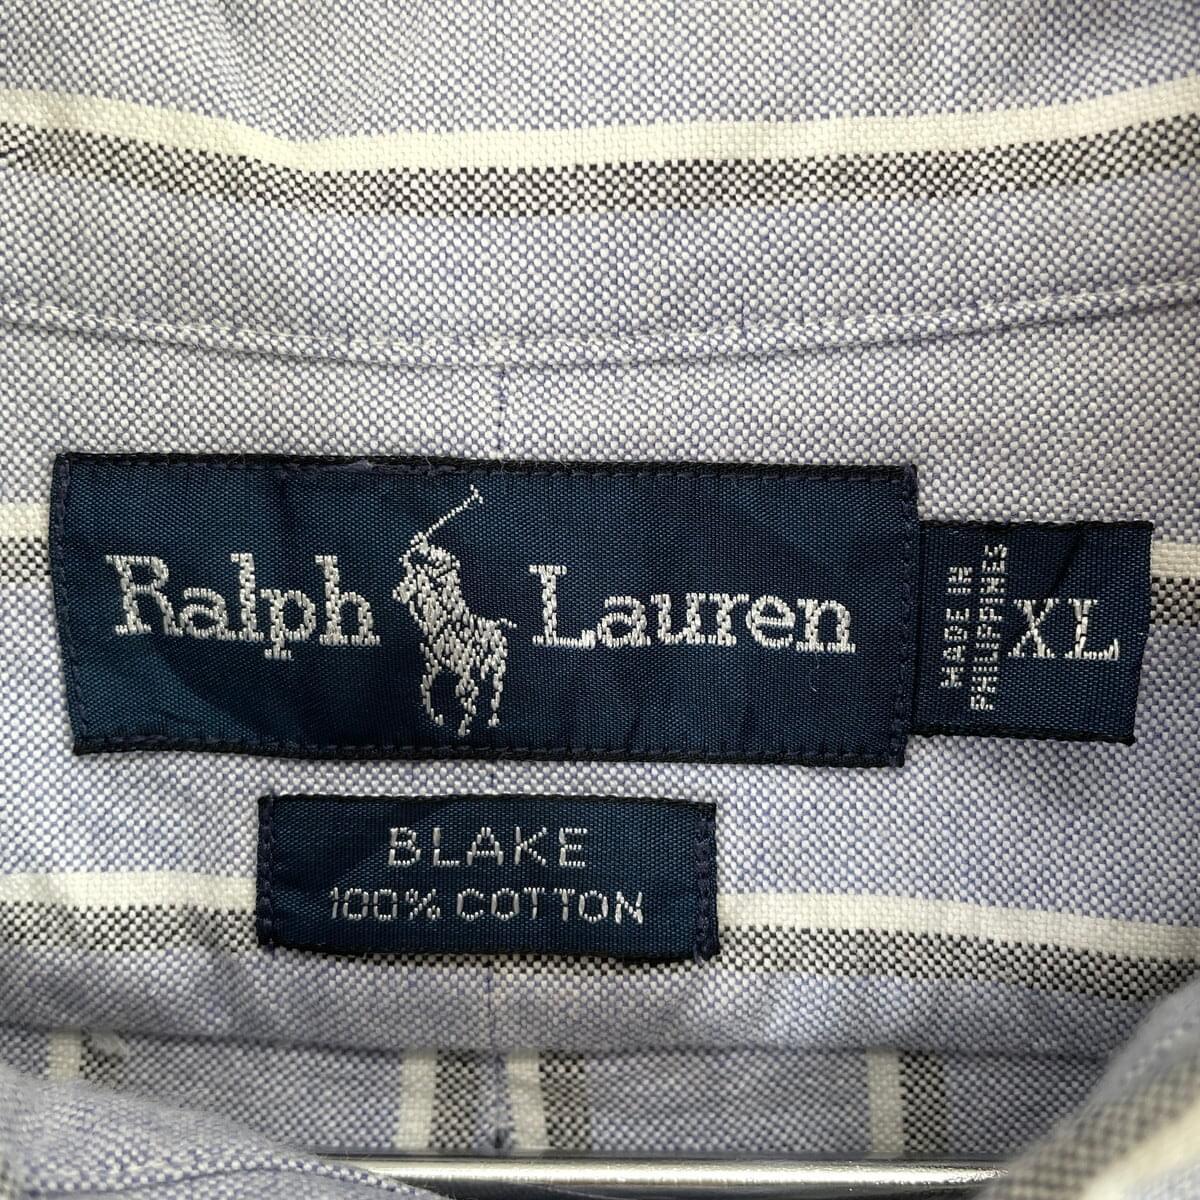 Ralph Lauren
MADE IN
PHILIPPINES
XL
BLAKE
100% COTTON